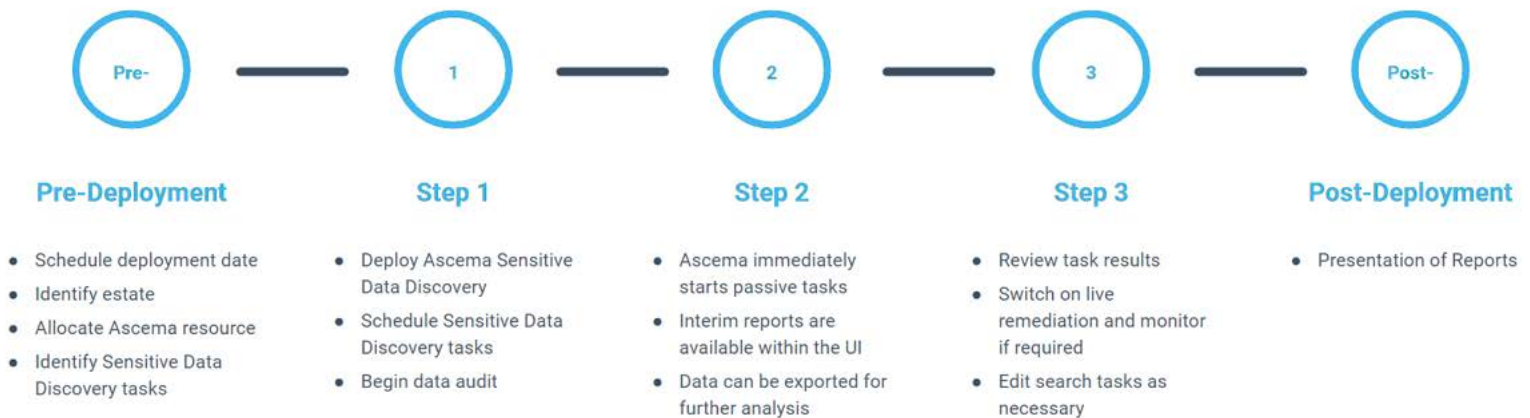 Pre-
1
2
3
Post-
Pre-Deployment
Step 1
Step 2
Step 3
Post-Deployment
• Schedule deployment date
• Identify estate
• Allocate Ascema resource
• Identify Sensitive Data
Discovery tasks
• Deploy Ascema Sensitive
Data Discovery
• Schedule Sensitive Data
Discovery tasks
• Begin data audit
• Ascema immediately
starts passive tasks
• Interim reports are
available within the UI
• Data can be exported for
further analysis
• Review task results
• Switch on live
remediation and monitor
if required
• Edit search tasks as
necessary
• Presentation of Reports